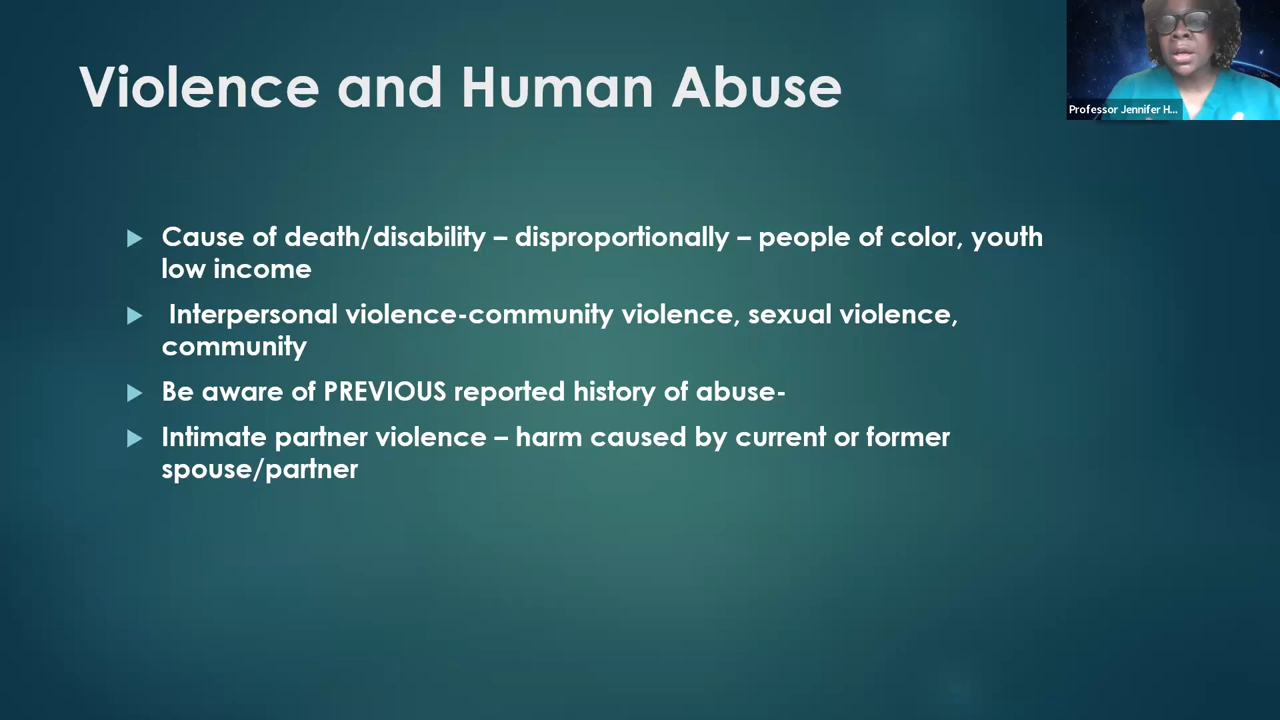 Violence and Human Abuse
Professor Jennifer H...
Cause of death/disability – disproportionally – people of color, youth
low income
Interpersonal violence-community violence, sexual violence,
community
Be aware of PREVIOUS reported history of abuse-
Intimate partner violence – harm caused by current or former
spouse/partner